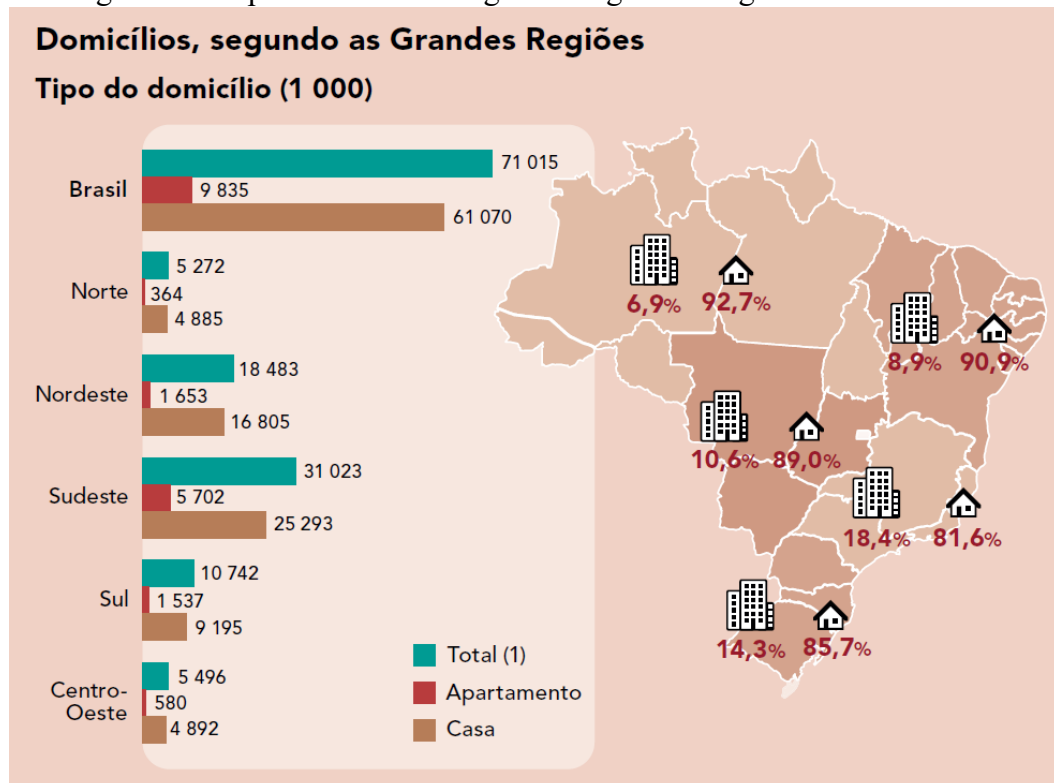 Domicílios, segundo as Grandes Regiões
Tipo do domicílio (1 000)
Brasil
71 015
9 835
61 070
Norte
5 272
364
4 885
Nordeste
18 483
1 653
16 805
Sudeste
31 023
5 702
25 293
Sul
10 742
1 537
9 195
Centro-
Oeste
5 496
580
4 892
Total (1)
Apartamento
Casa
6,9% 92,7%
8,9% 90,9%
10,6% 89,0%
18,4% 81,6%
14,3% 85,7%